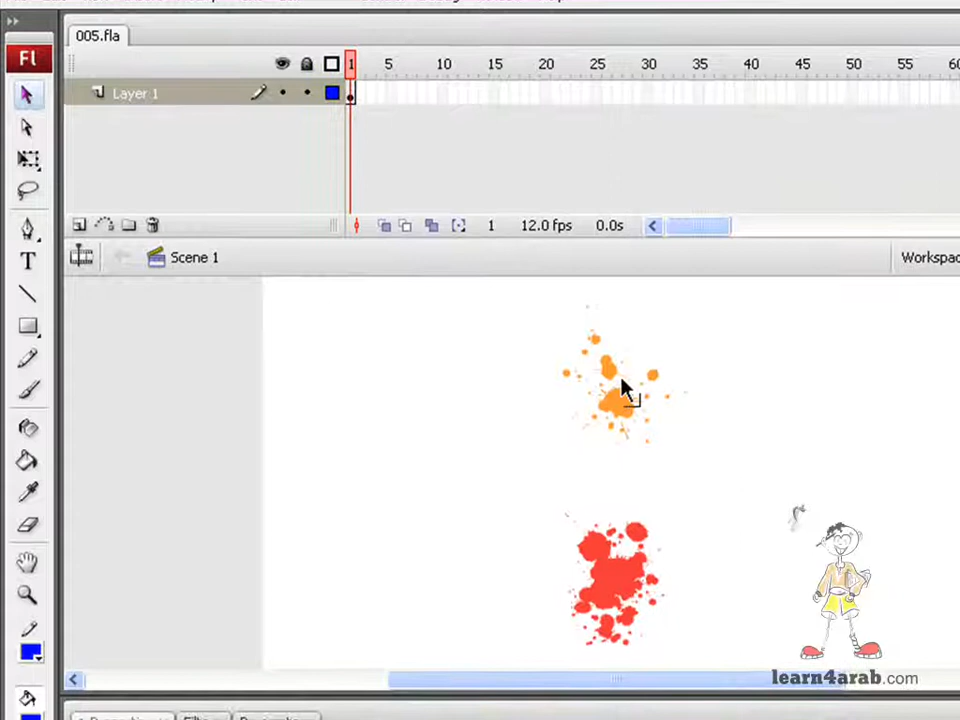 005.fla
Fl
1 5 10 15 20 25 30 35 40 45 50 55 60
Layer 1
1 12.0 fps 0.0s
Scene 1
T
learn4arab.com